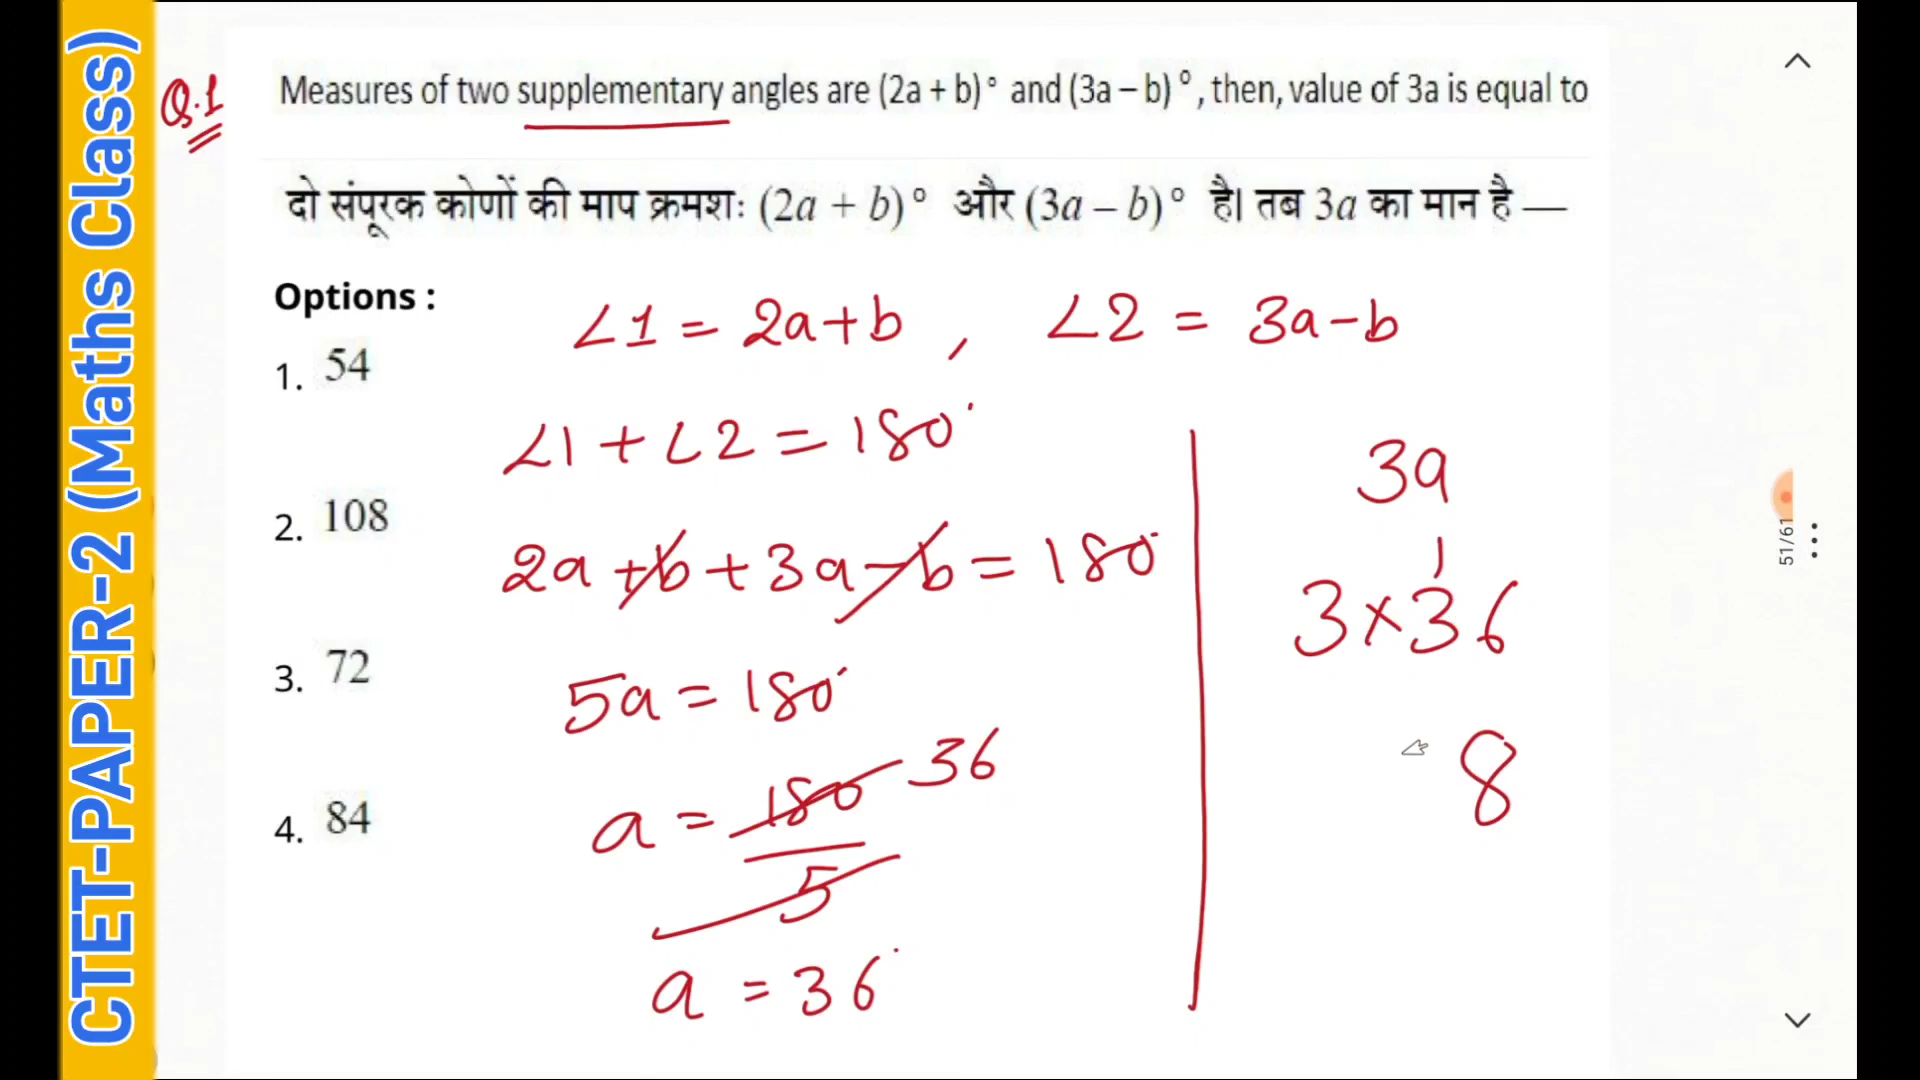 CTET-PAPER-2 (Maths Class)
Q.1
Measures of two supplementary angles are (2a + b)° and (3a – b)⁰, then, value of 3a is equal to
दो संपूरक कोणों की माप क्रमशः (2a + b)° और (3a – b)° है। तब 3a का मान है —
Options :
∠1 = 2a+b , ∠2 = 3a-b
1. 54
∠1 + ∠2 = 180°
3a
2. 108
2a+b+3a-b = 180°
1
3×36
51/61
3. 72
5a = 180°
8
36
a = 180
4. 84
5
a = 36°